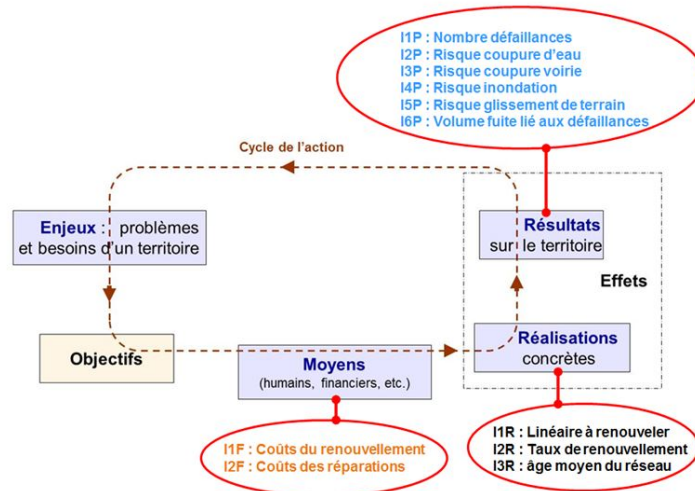 I1P : Nombre défaillances
I2P : Risque coupure d'eau
I3P : Risque coupure voirie
I4P : Risque inondation
I5P : Risque glissement de terrain
I6P : Volume fuite lié aux défaillances
Cycle de l'action
Enjeux : problèmes
et besoins d'un territoire
Résultats
sur le territoire
Effets
Objectifs
Réalisations
concrètes
Moyens
(humains, financiers, etc.)
I1F : Coûts du renouvellement
I2F : Coûts des réparations
I1R : Linéaire à renouveler
I2R : Taux de renouvellement
I3R : âge moyen du réseau